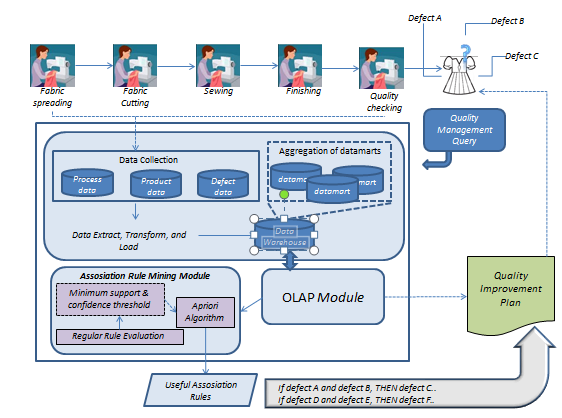 Defect A
Defect B
Defect C
Fabric
spreading
Fabric
Cutting
Sewing
Finishing
Quality
checking
Quality
Management
Query
Data Collection
Process
data
Product
data
Defect
data
Aggregation of datamarts
datamart
Data Extract, Transform, and
Load
Data
Warehouse
Assosiation Rule Mining Module
Minimum support &
confidence threshold
Apriori
Algorithm
Regular Rule Evaluation
OLAP Module
Quality
Improvement
Plan
Useful Assosiation
Rules
If defect A and defect B, THEN defect C..
If defect D and defect E, THEN defect F..